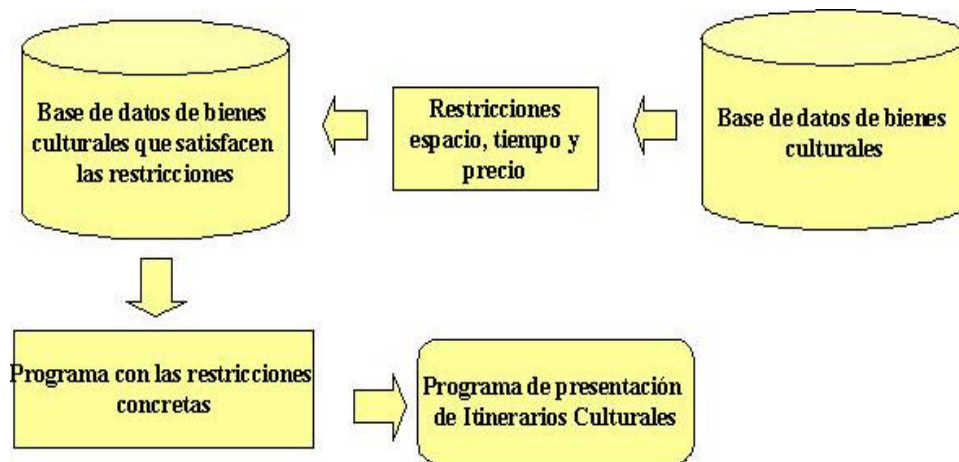 Base de datos de bienes
culturales que satisfacen
las restricciones
Restricciones
espacio, tiempo y
precio
Base de datos de bienes
culturales
Programa con las restricciones
concretas
Programa de presentación
de Itinerarios Culturales